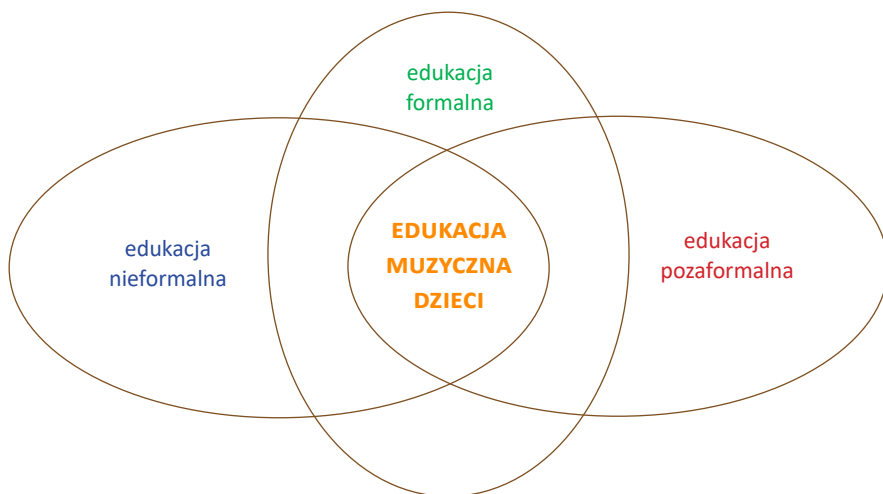 edukacja
formalna
edukacja
nieformalna
EDUKACJA
MUZYCZNA
DZIECI
edukacja
pozaformalna